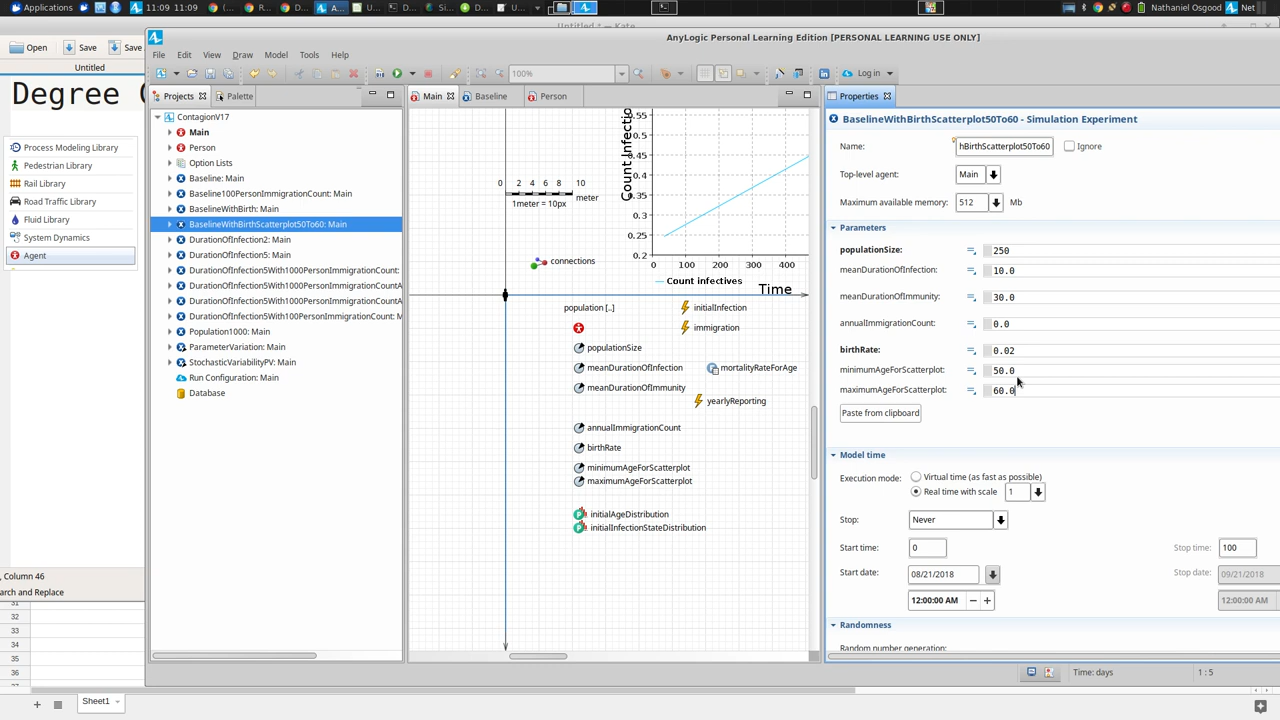 Applications
11:09 11:09
G
R
D
A...
U...
Si
D
U...
Nathaniel Osgood
Net
Untitled * — Kate
Open
Save
Save
Untitled
Degree
AnyLogic Personal Learning Edition [PERSONAL LEARNING USE ONLY]
File Edit View Draw Model Tools Help
100%
Log in
Projects
Palette
Main
Baseline
Person
Properties
Process Modeling Library
Pedestrian Library
Rail Library
Road Traffic Library
Fluid Library
System Dynamics
Agent
ContagionV17
Main
Person
Option Lists
Baseline: Main
Baseline100PersonImmigrationCount: Main
BaselineWithBirth: Main
BaselineWithBirthScatterplot50To60: Main
DurationOfInfection2: Main
DurationOfInfection5: Main
DurationOfInfection5With1000PersonImmigrationCount:
DurationOfInfection5With1000PersonImmigrationCountA
DurationOfInfection5With1000PersonImmigrationCountA
DurationOfInfection5With100PersonImmigrationCount: M
Population1000: Main
ParameterVariation: Main
StochasticVariabilityPV: Main
Run Configuration: Main
Database
0.55
0.45
0.4
0.35
0.3
0.25
0.2
Count Infectio
0 100 200 300 400
Count infectives
Time
0 2 4 6 8 10
meter
1meter = 10px
connections
population [..]
initialInfection
immigration
populationSize
meanDurationOfInfection
mortalityRateForAge
meanDurationOfImmunity
yearlyReporting
annualImmigrationCount
birthRate
minimumAgeForScatterplot
maximumAgeForScatterplot
initialAgeDistribution
initialInfectionStateDistribution
BaselineWithBirthScatterplot50To60 - Simulation Experiment
Name: hBirthScatterplot50To60 Ignore
Top-level agent: Main
Maximum available memory: 512 Mb
Parameters
populationSize: 250
meanDurationOfInfection: 10.0
meanDurationOfImmunity: 30.0
annualImmigrationCount: 0.0
birthRate: 0.02
minimumAgeForScatterplot: 50.0
maximumAgeForScatterplot: 60.0
Paste from clipboard
Model time
Execution mode: Virtual time (as fast as possible)
Real time with scale 1
Stop: Never
Start time: 0 Stop time: 100
Start date: 08/21/2018 Stop date: 09/21/2018
12:00:00 AM 12:00:00 AM
Randomness
Random number generation:
Time: days
1 : 5
, Column 46
arch and Replace
31
32
33
34
35
36
Sheet1